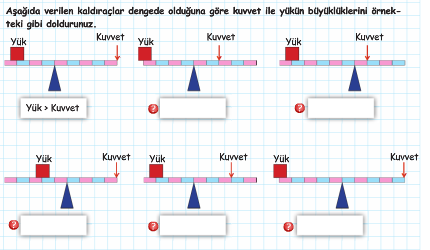 Aşağıda verilen kaldıraçlar dengede olduğuna göre kuvvet ile yükün büyüklüklerini örnek-
teki gibi doldurunuz.
Yük Kuvvet
Yük Kuvvet
Yük Kuvvet
Yük > Kuvvet
?
?
Yük Kuvvet
Yük Kuvvet
Yük Kuvvet
?
?
?